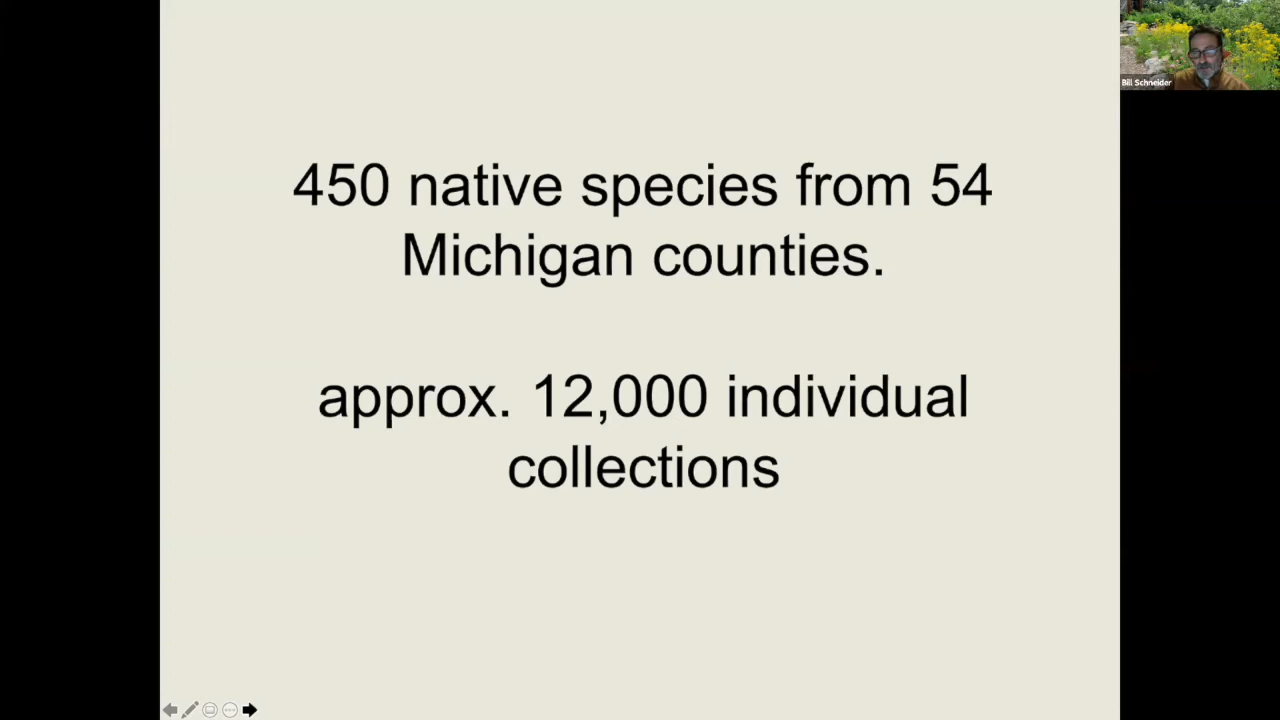 Bill Schneider
450 native species from 54
Michigan counties.
approx. 12,000 individual
collections